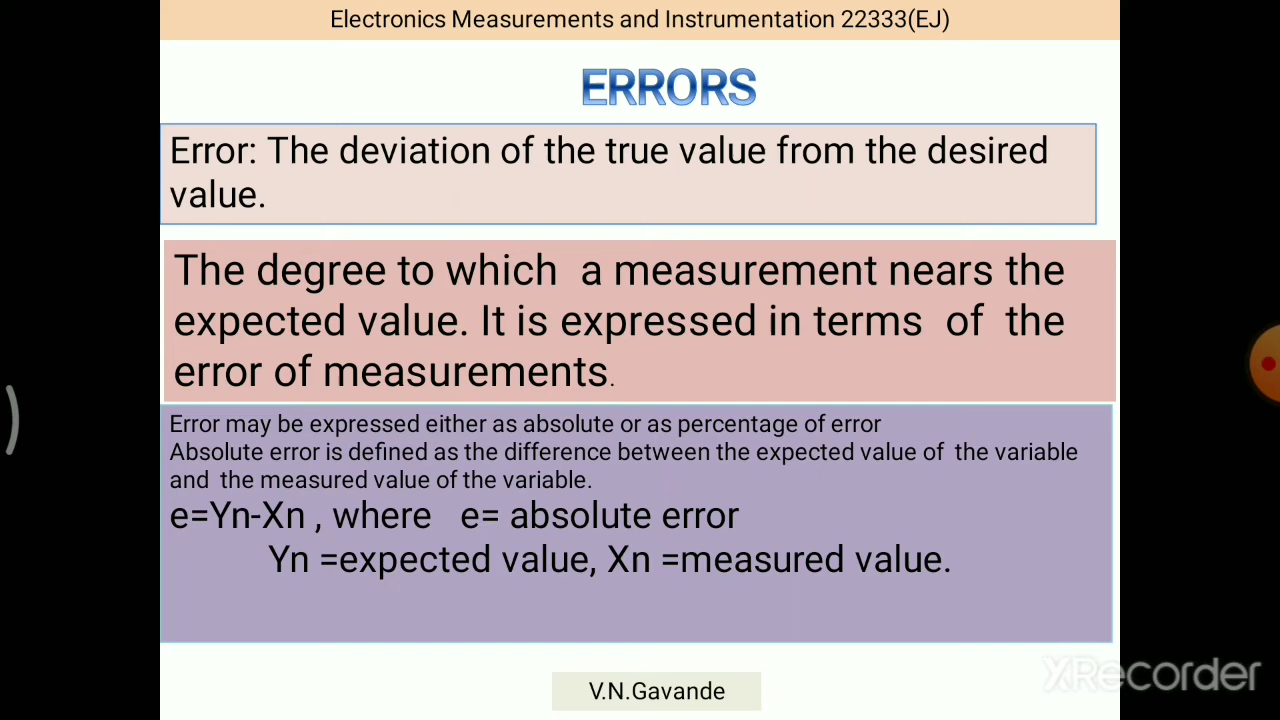 Electronics Measurements and Instrumentation 22333(EJ)
ERRORS
Error: The deviation of the true value from the desired
value.
The degree to which a measurement nears the
expected value. It is expressed in terms of the
error of measurements.
Error may be expressed either as absolute or as percentage of error
Absolute error is defined as the difference between the expected value of the variable
and the measured value of the variable.
e=Yn-Xn , where e= absolute error
Yn =expected value, Xn =measured value.
V.N.Gavande
XRecorder